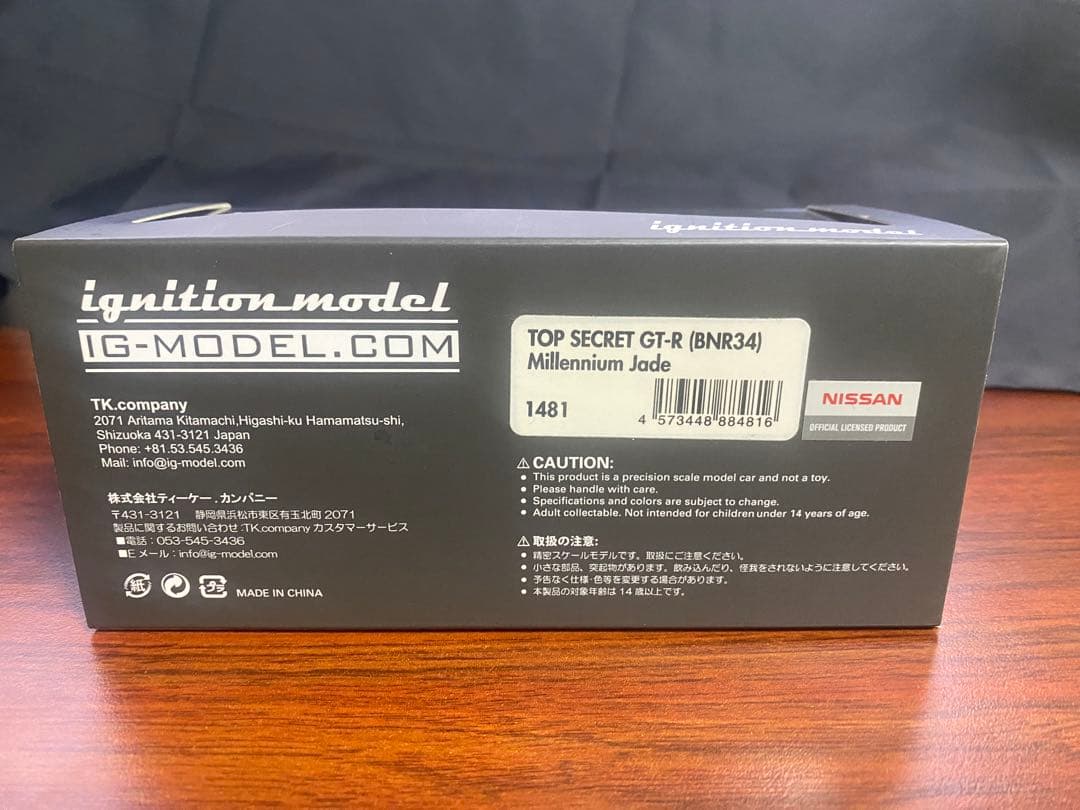 ignition model
ignition model
IG-MODEL.COM
TK.company
2071 Aritama Kitamachi,Higashi-ku Hamamatsu-shi,
Shizuoka 431-3121 Japan
Phone: +81.53.545.3436
Mail: info@ig-model.com
株式会社ティーケー.カンパニー
〒431-3121 静岡県浜松市東区有玉北町 2071
製品に関するお問い合わせ:TK.company カスタマーサービス
■電話:053-545-3436
■Eメール:info@ig-model.com
紙
プラ
MADE IN CHINA
TOP SECRET GT-R (BNR34)
Millennium Jade
1481
4 573448 884816
NISSAN
OFFICIAL LICENSED PRODUCT
⚠CAUTION:
• This product is a precision scale model car and not a toy.
• Please handle with care.
• Specifications and colors are subject to change.
• Adult collectable. Not intended for children under 14 years of age.
⚠取扱の注意:
• 精密スケールモデルです。取扱にご注意ください。
• 小さな部品、突起物があります。飲み込んだり、怪我をされないように注意してください。
• 予告なく仕様・色等を変更する場合があります。
• 本製品の対象年齢は 14 歳以上です。